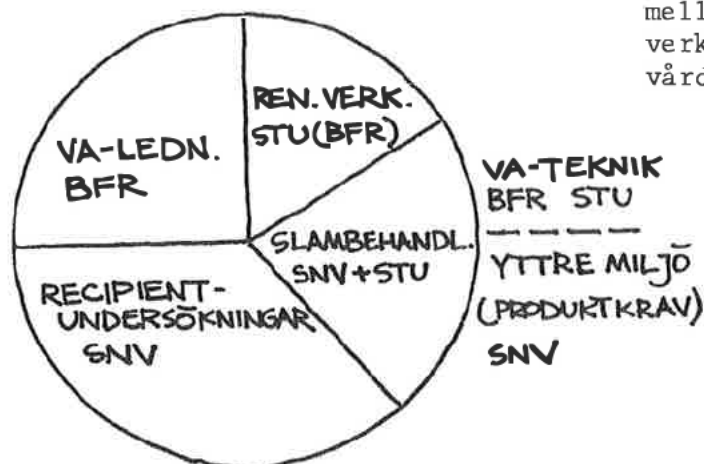 mell
verk
vård
REN.VERK.
STU(BFR)
VA-LEDN.
BFR
VA-TEKNIK
BFR STU
SLAMBEHANDL.
SNV+STU
YTTRE MILJÖ
(PRODUKTKRAV)
SNV
RECIPIENT-
UNDERSÖKNINGAR
SNV